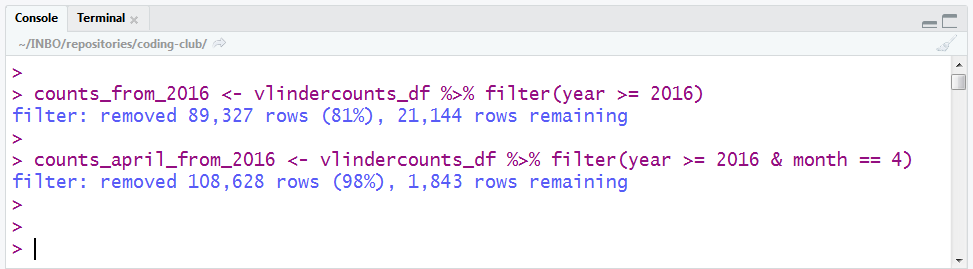 Console Terminal
~/INBO/repositories/coding-club/
>
> counts_from_2016 <- vlindercounts_df %>% filter(year >= 2016)
filter: removed 89,327 rows (81%), 21,144 rows remaining
>
> counts_april_from_2016 <- vlindercounts_df %>% filter(year >= 2016 & month == 4)
filter: removed 108,628 rows (98%), 1,843 rows remaining
>
>
>